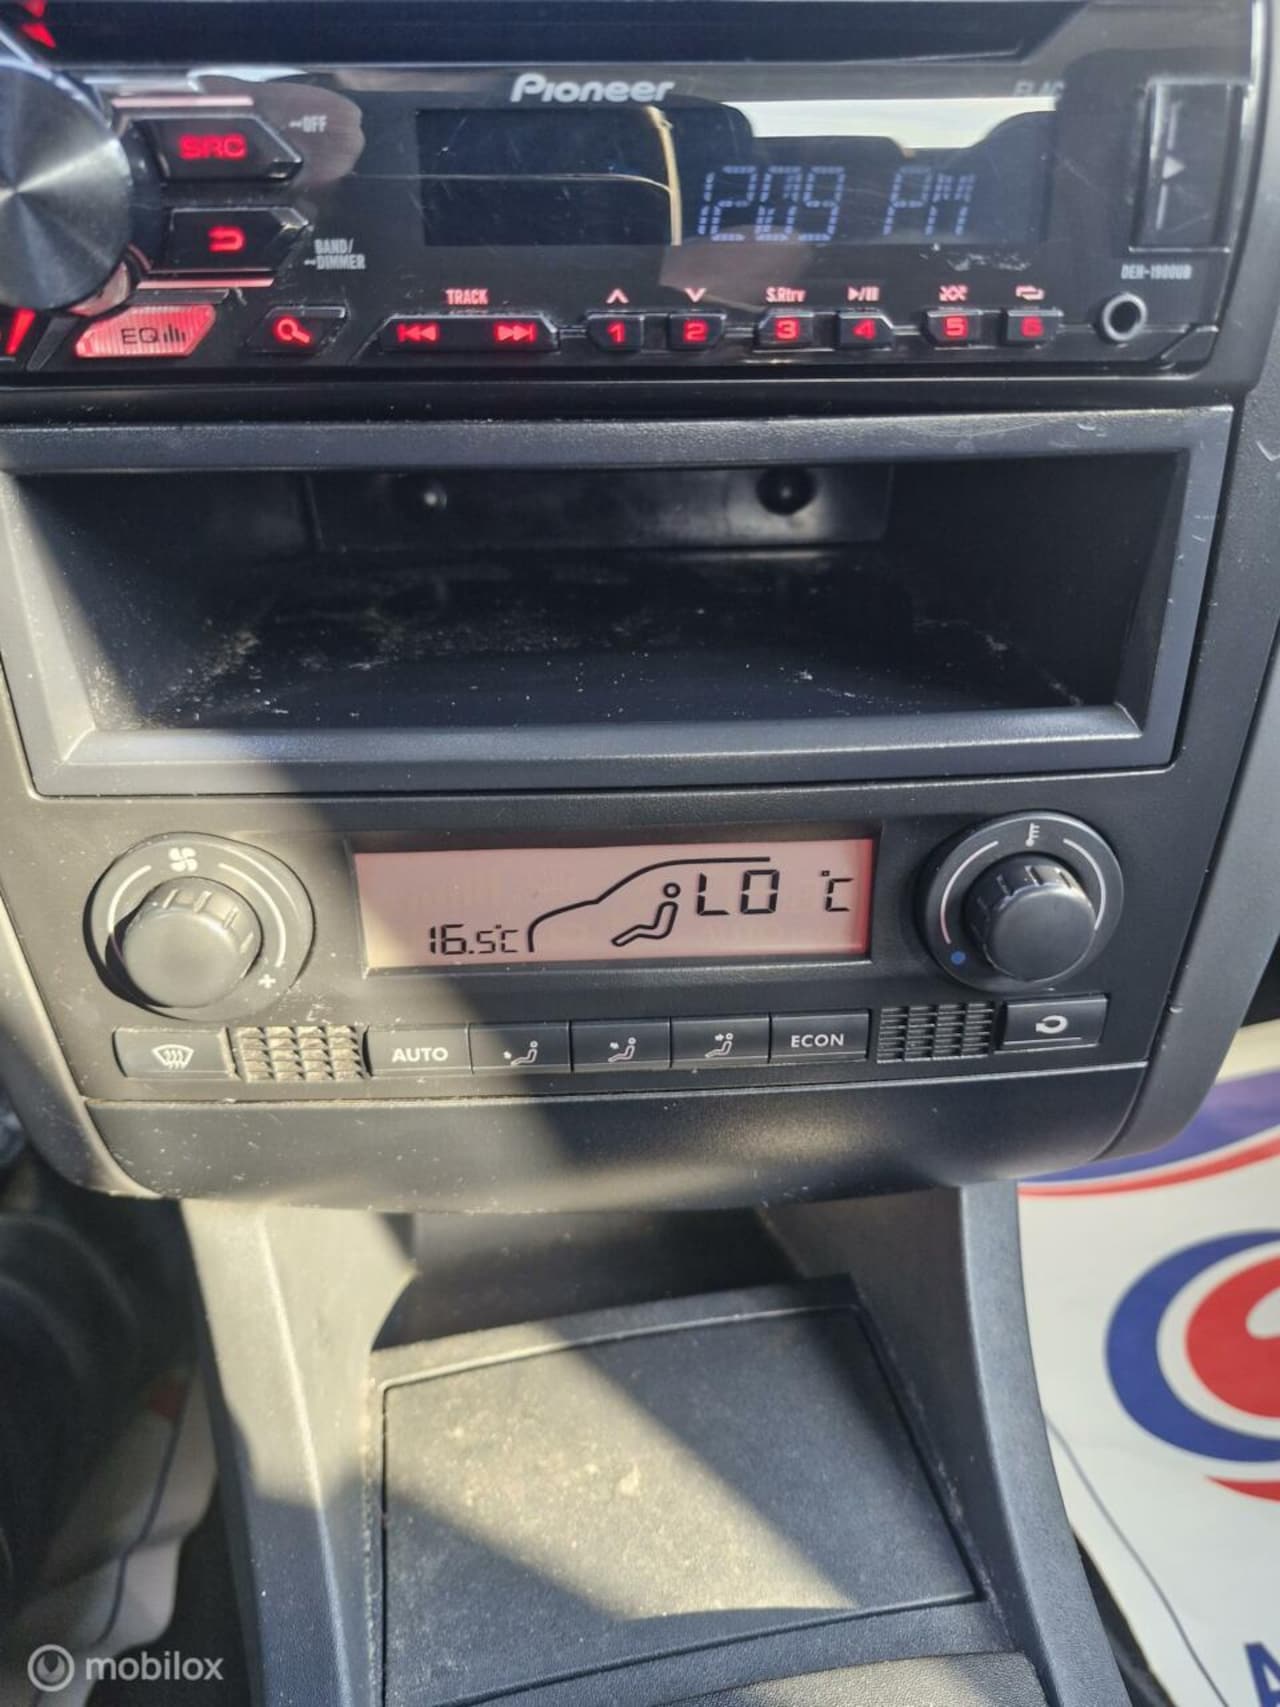 Pioneer
FLAC
SRC
OFF
12:09 PM
BAND/
DIMMER
DEH-1900UB
TRACK
S.Rtrv
EQ
1 2 3 4 5 6
LO °C
16.5°C
AUTO
ECON
mobilox